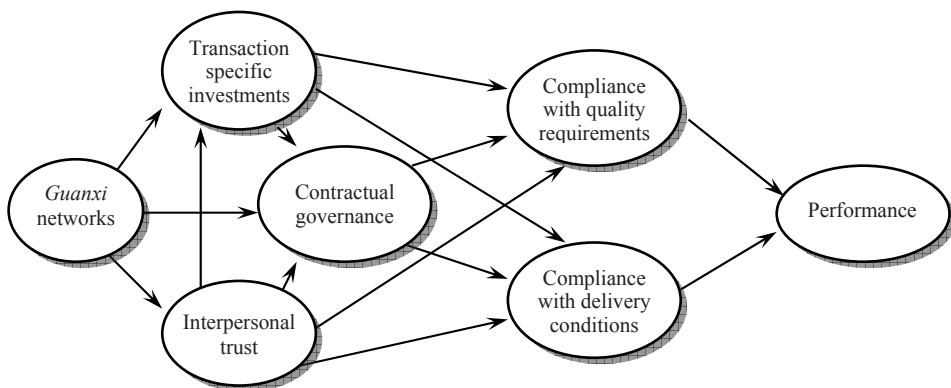 Transaction
specific
investments
Compliance
with quality
requirements
Guanxi
networks
Contractual
governance
Performance
Interpersonal
trust
Compliance
with delivery
conditions